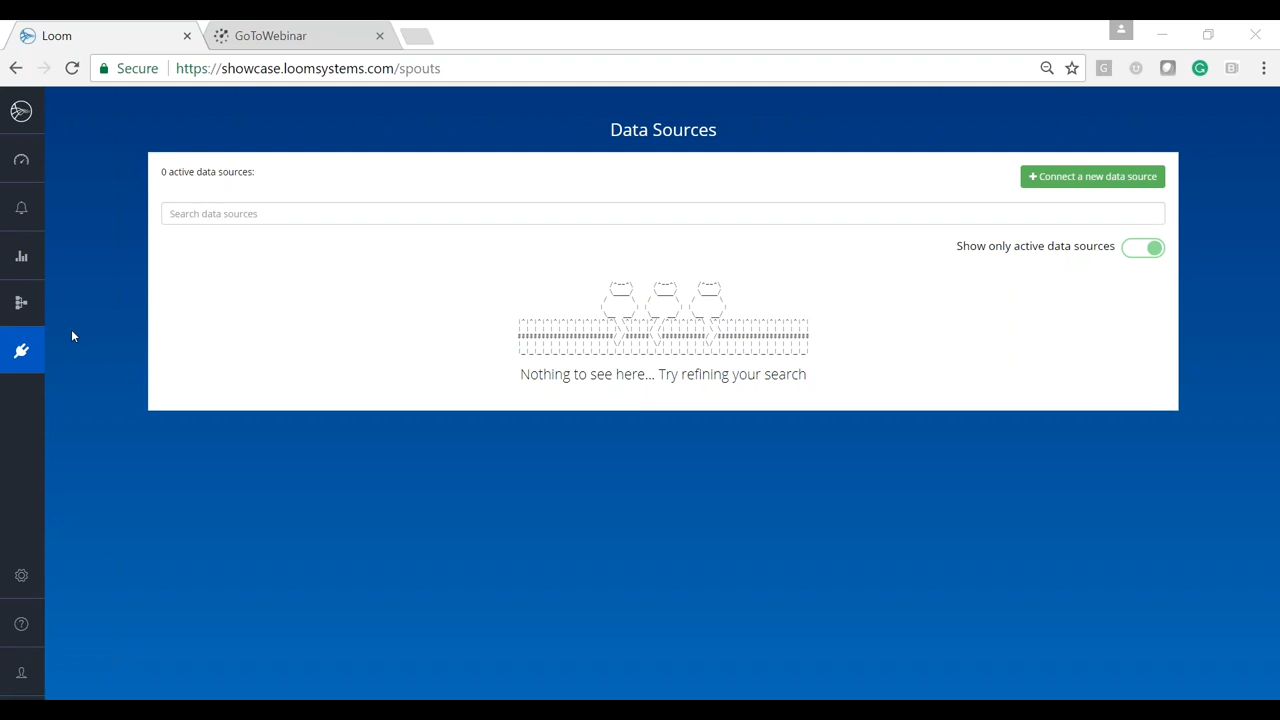 Loom
GoToWebinar
Secure
https://showcase.loomsystems.com/spouts
Data Sources
0 active data sources:
Connect a new data source
Search data sources
Show only active data sources
Nothing to see here... Try refining your search